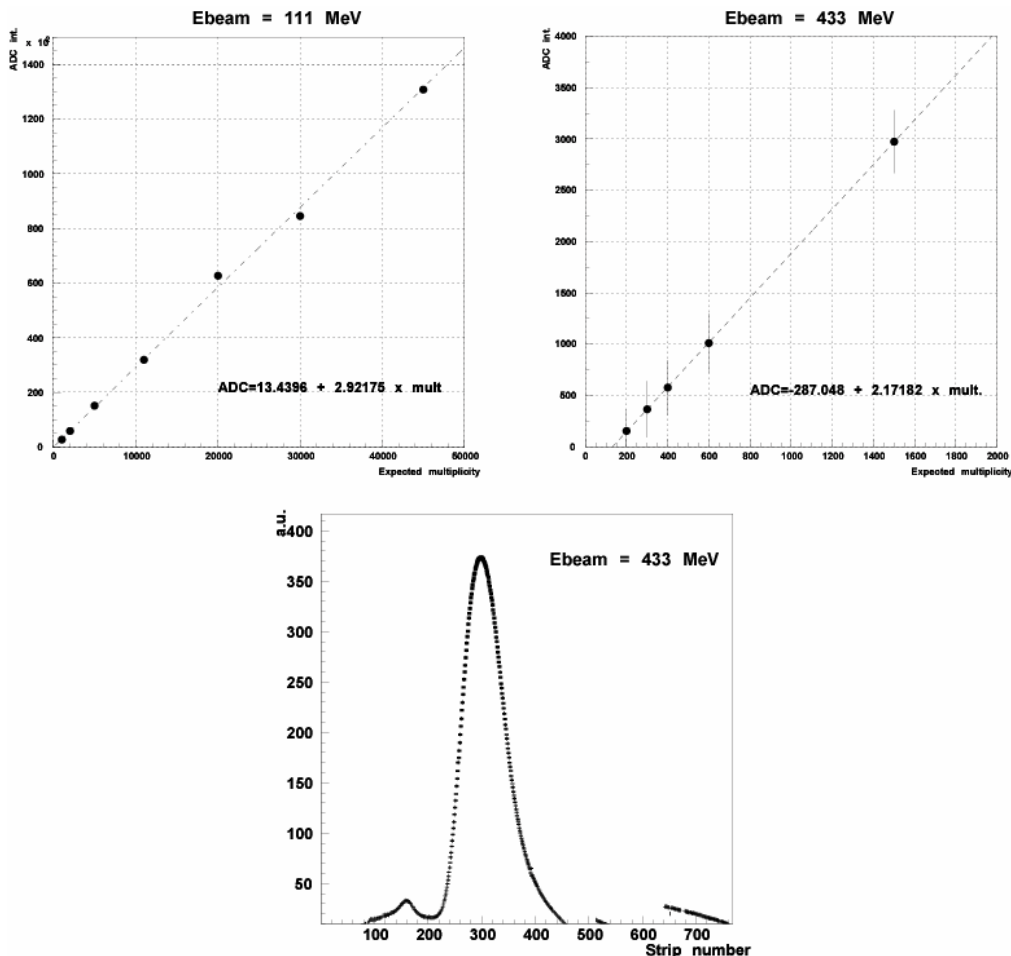 Ebeam = 111 MeV
ADC int.
x 10
1400
1200
1000
800
600
400
200
0
ADC=13.4396 + 2.92175 x mult
0 10000 20000 30000 40000 50000
Expected multiplicity
Ebeam = 433 MeV
ADC int.
4000
3500
3000
2500
2000
1500
1000
500
0
ADC=-287.048 + 2.17182 x mult.
0 200 400 600 800 1000 1200 1400 1600 1800 2000
Expected multiplicity
a.u.
400
350
300
250
200
150
100
50
Ebeam = 433 MeV
100 200 300 400 500 600 700
Strip number